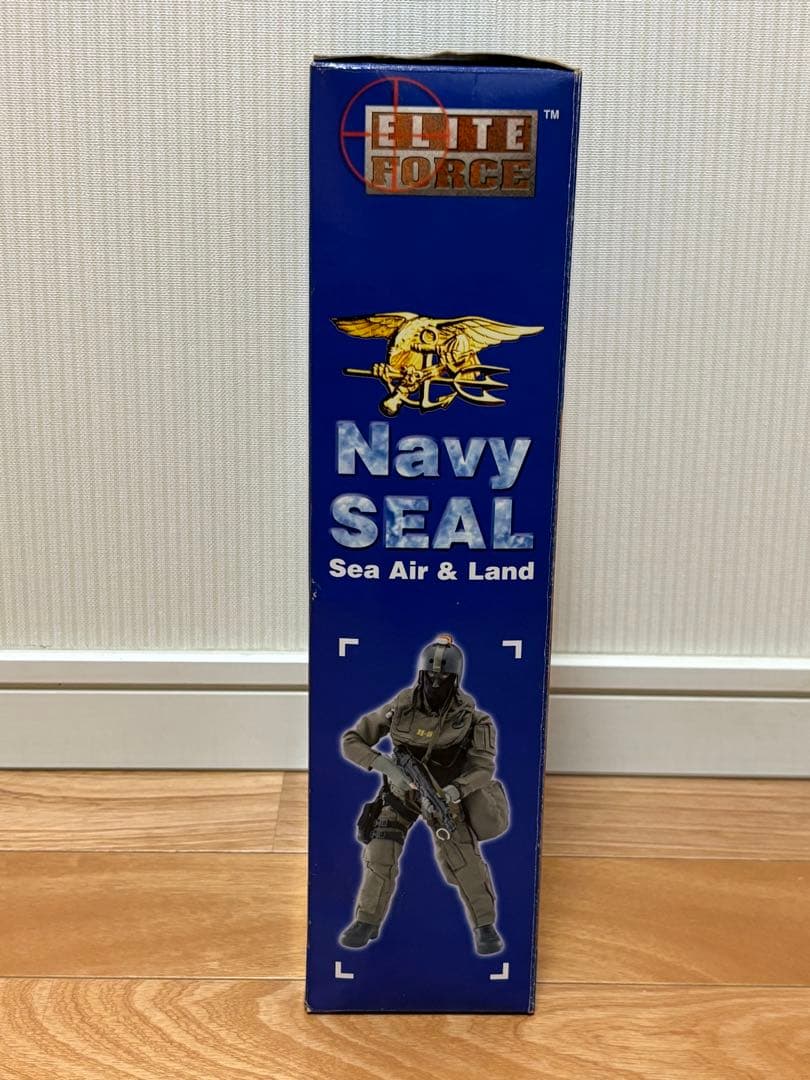 ELITE
FORCE
TM
Navy
SEAL
Sea Air & Land